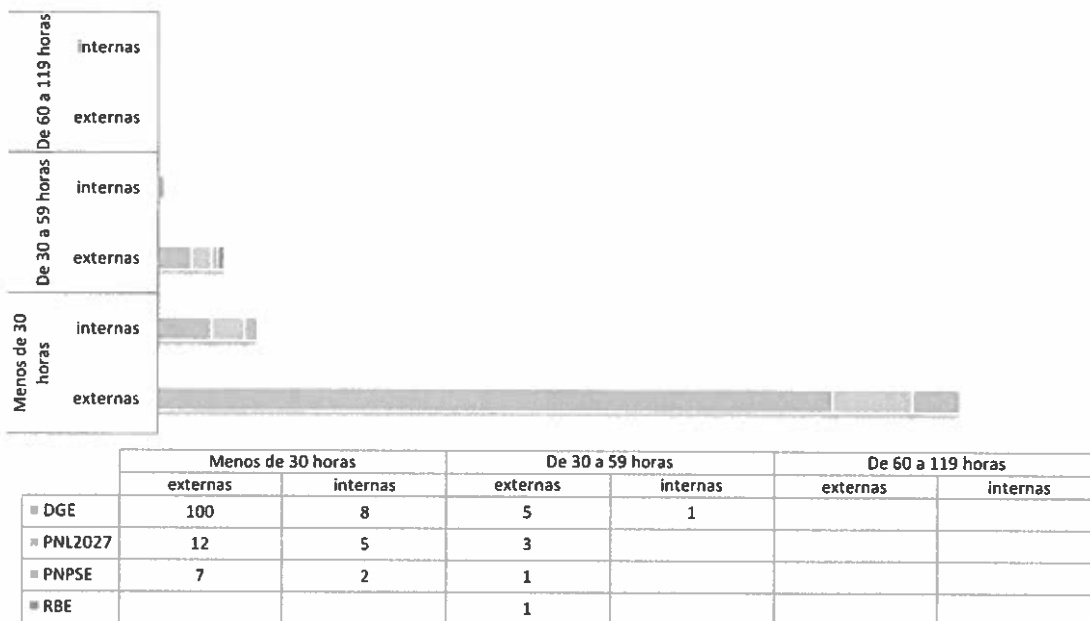 De 60 a 119 horas
internas
externas
De 30 a 59 horas
internas
externas
Menos de 30
horas
internas
externas
Menos de 30 horas De 30 a 59 horas De 60 a 119 horas
externas internas externas internas externas internas
DGE 100 8 5 1
PNL2027 12 5 3
PNPSE 7 2 1
RBE 1